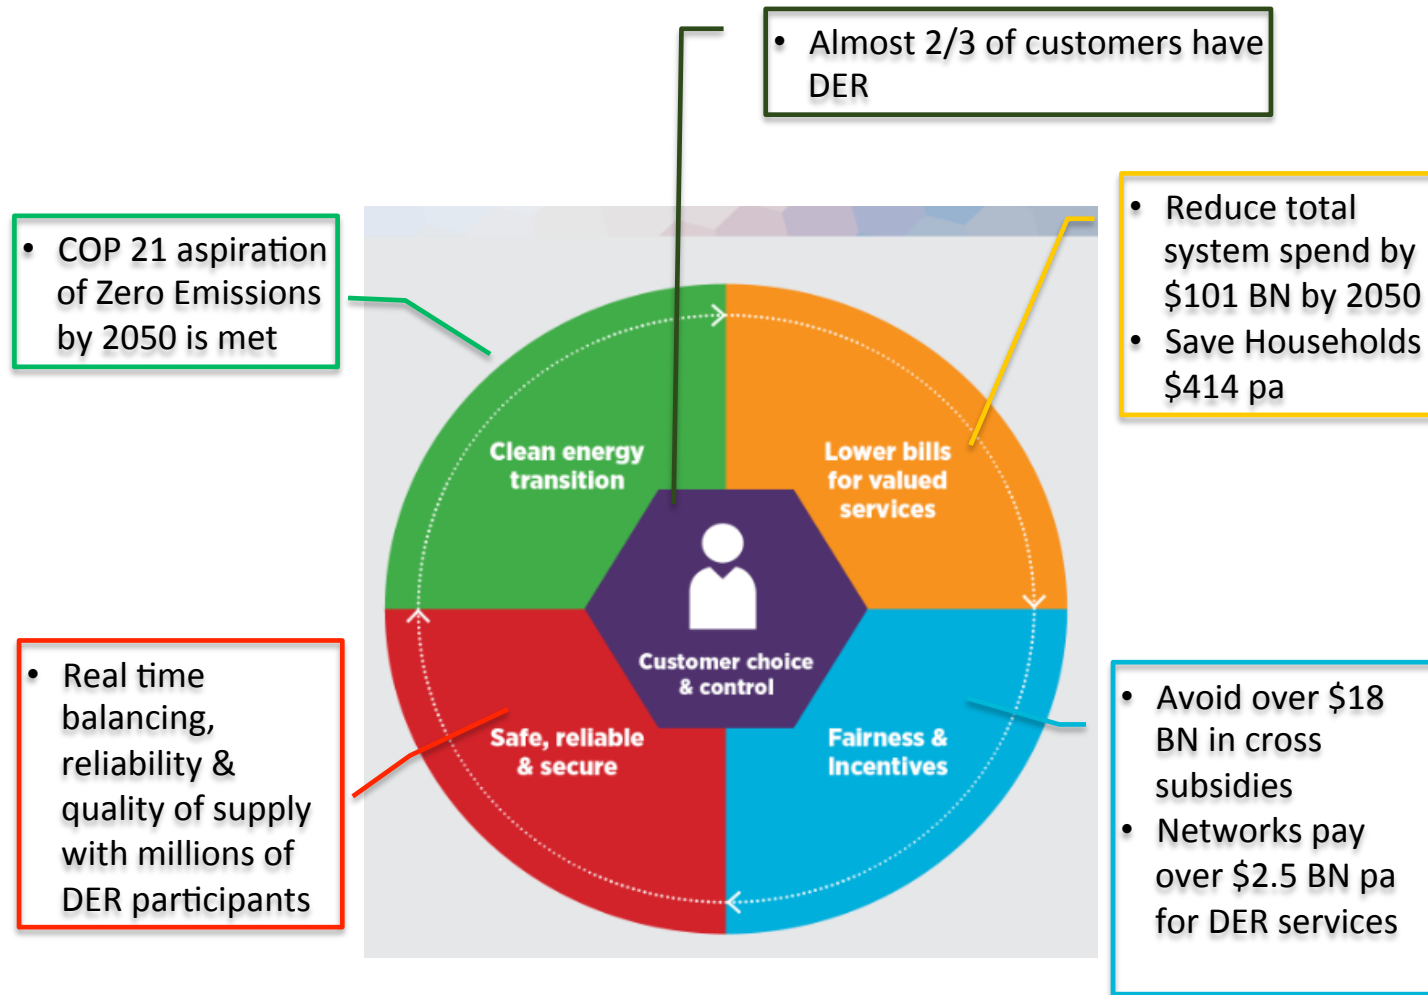 • Almost 2/3 of customers have
DER
• COP 21 aspiration
of Zero Emissions
by 2050 is met
• Reduce total
system spend by
$101 BN by 2050
• Save Households
$414 pa
Clean energy
transition
Lower bills
for valued
services
Customer choice
& control
Safe, reliable
& secure
Fairness &
Incentives
• Real time
balancing,
reliability &
quality of supply
with millions of
DER participants
• Avoid over $18
BN in cross
subsidies
• Networks pay
over $2.5 BN pa
for DER services